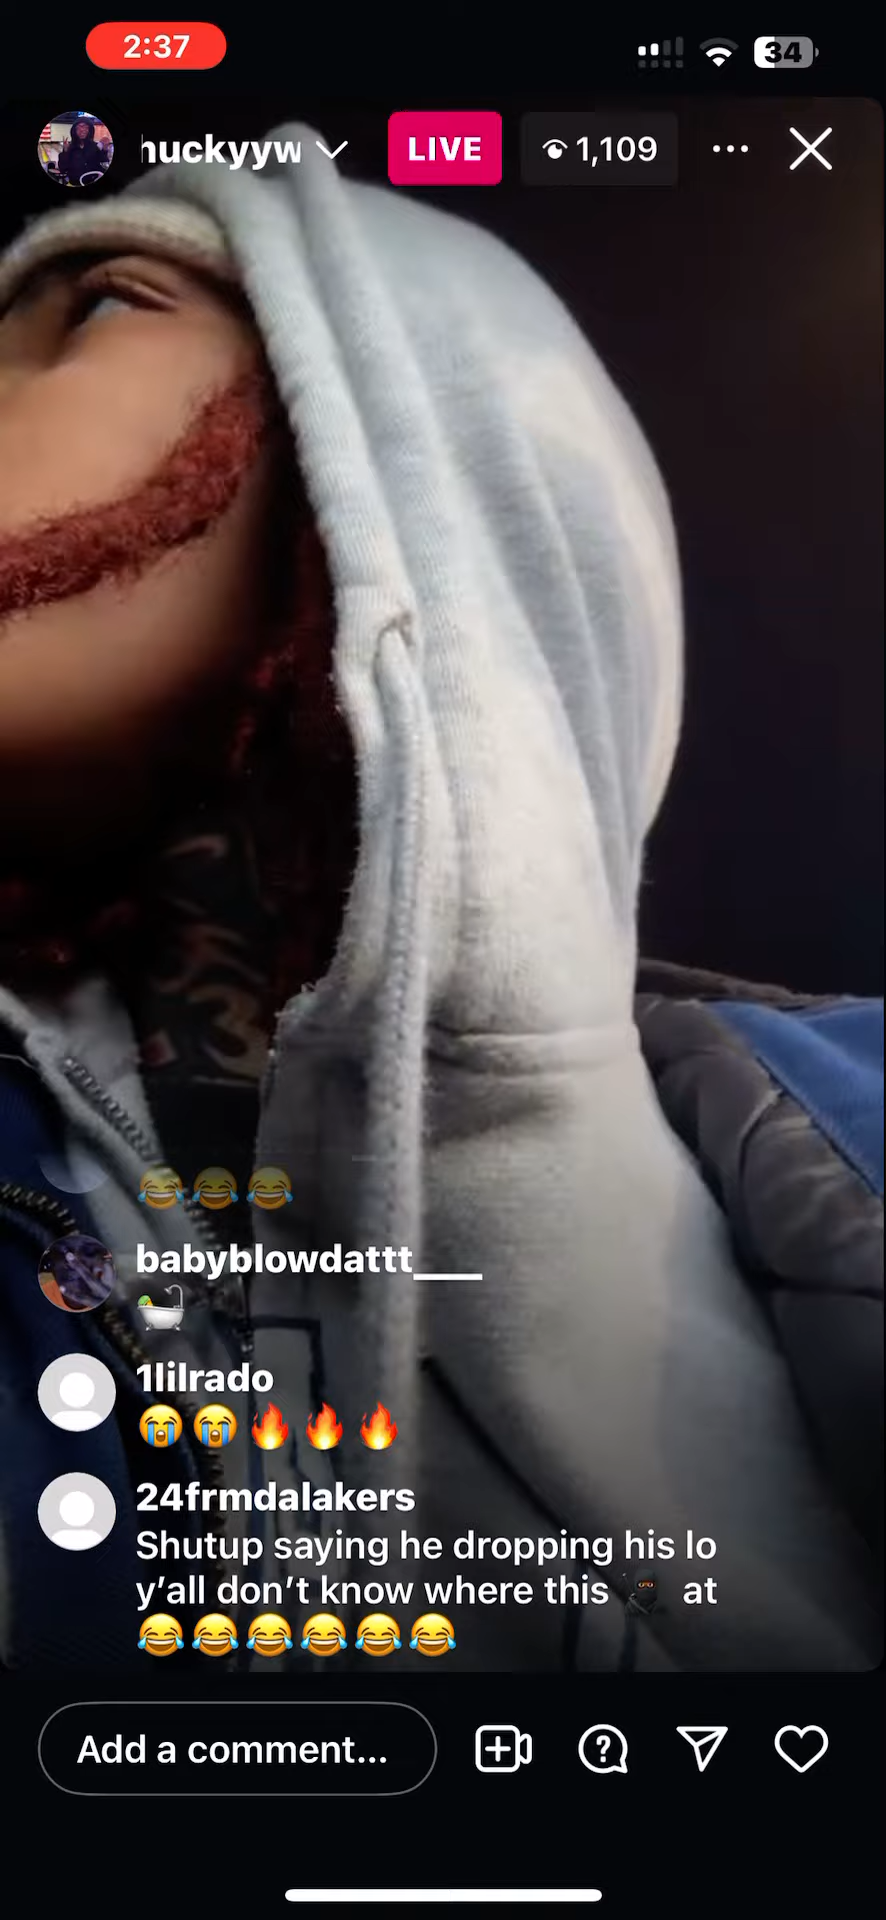 2:37
34
huckyyw
LIVE
1,109
😂😂😂
babyblowdattt___
🛀
1lilrado
😭😭🔥🔥🔥
24frmdalakers
Shutup saying he dropping his lo
y’all don’t know where this 🥷🏿 at
😂😂😂😂😂😂
Add a comment...